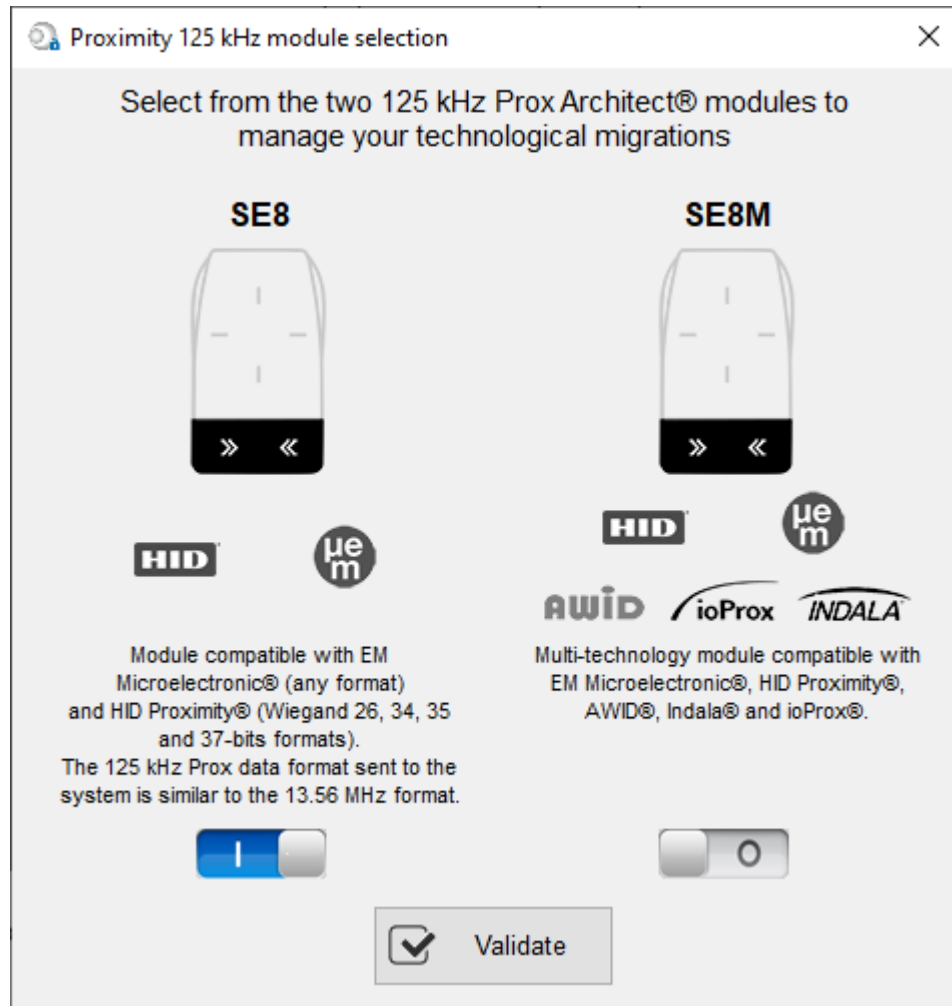 Proximity 125 kHz module selection
Select from the two 125 kHz Prox Architect® modules to
manage your technological migrations
SE8
SE8M
HID
µem
HID
µem
AWID
ioProx
INDALA
Module compatible with EM
Microelectronic® (any format)
and HID Proximity® (Wiegand 26, 34, 35
and 37-bits formats).
The 125 kHz Prox data format sent to the
system is similar to the 13.56 MHz format.
Multi-technology module compatible with
EM Microelectronic®, HID Proximity®,
AWID®, Indala® and ioProx®.
I
O
Validate